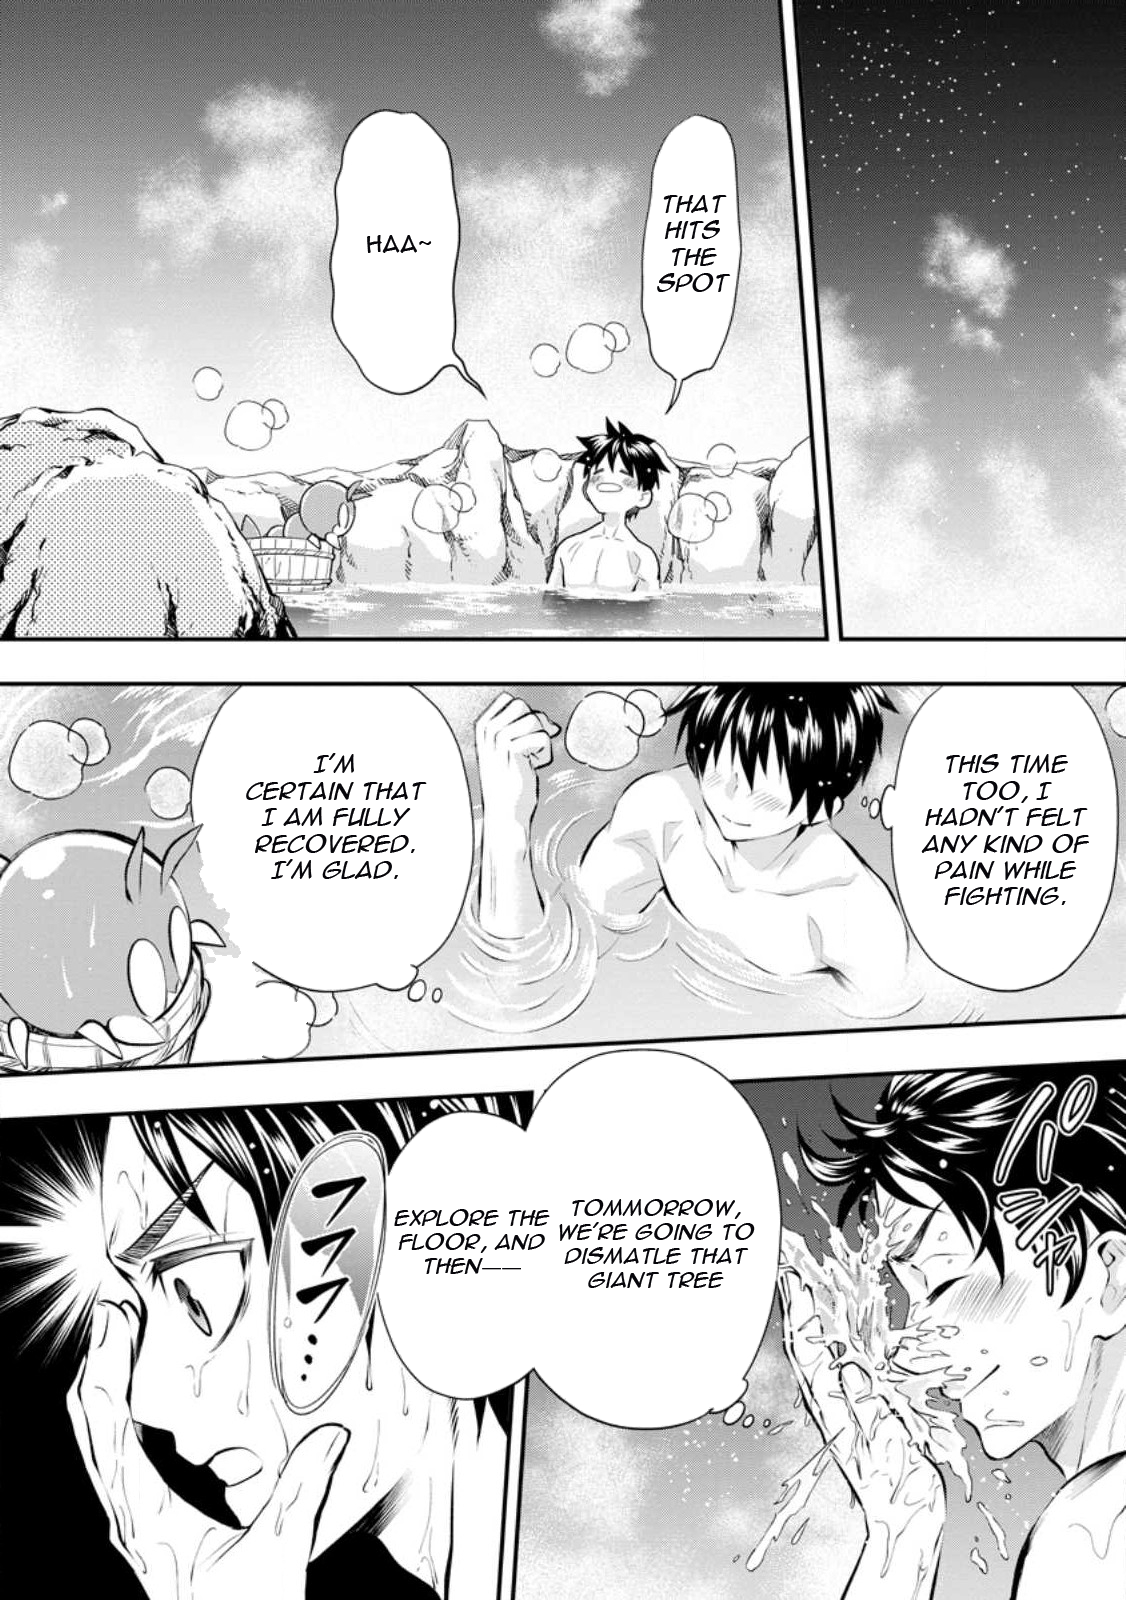 THAT
HITS
THE
SPOT
HAA~
THIS TIME
TOO, I
HADN'T FELT
ANY KIND OF
PAIN WHILE
FIGHTING.
I'M
CERTAIN THAT
I AM FULLY
RECOVERED.
I'M GLAD.
バシャ
TOMMORROW,
WE'RE GOING TO
DISMATLE THAT
GIANT TREE
EXPLORE THE
FLOOR, AND
THEN——
フフフ…